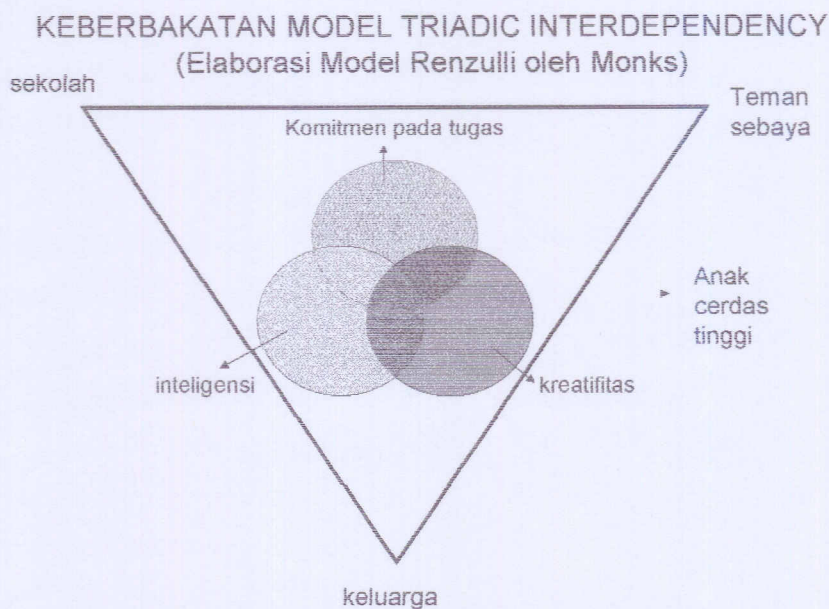 KEBERBAKATAN MODEL TRIADIC INTERDEPENDENCY
(Elaborasi Model Renzulli oleh Monks)
sekolah
Teman
sebaya
Komitmen pada tugas
Anak
cerdas
tinggi
inteligensi
kreatifitas
keluarga